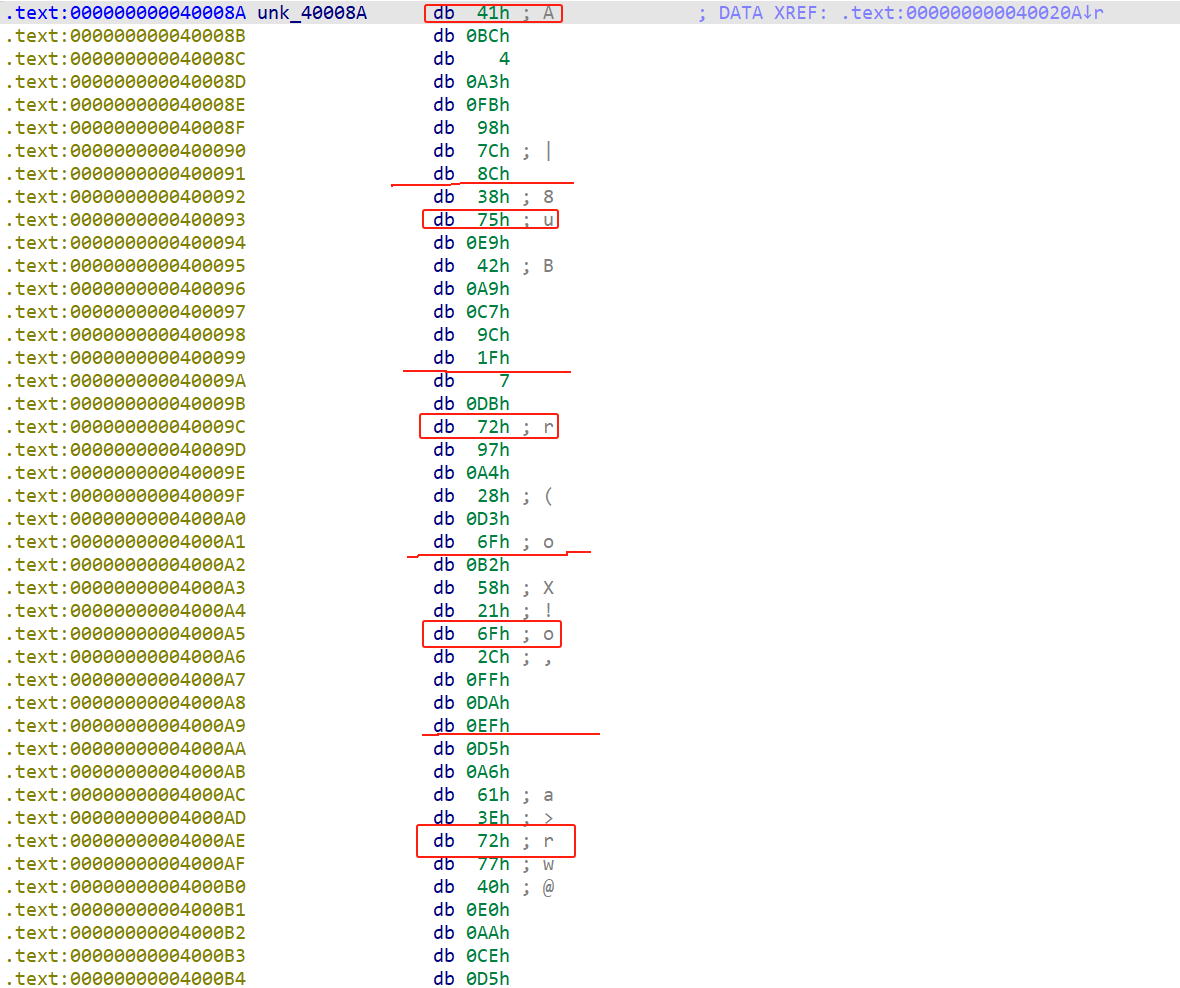 .text:000000000040008A unk_40008A db 41h ; A ; DATA XREF: .text:000000000040020A↓r
.text:000000000040008B db 0BCh
.text:000000000040008C db 4
.text:000000000040008D db 0A3h
.text:000000000040008E db 0FBh
.text:000000000040008F db 98h
.text:0000000000400090 db 7Ch ; |
.text:0000000000400091 db 8Ch
.text:0000000000400092 db 38h ; 8
.text:0000000000400093 db 75h ; u
.text:0000000000400094 db 0E9h
.text:0000000000400095 db 42h ; B
.text:0000000000400096 db 0A9h
.text:0000000000400097 db 0C7h
.text:0000000000400098 db 9Ch
.text:0000000000400099 db 1Fh
.text:000000000040009A db 7
.text:000000000040009B db 0DBh
.text:000000000040009C db 72h ; r
.text:000000000040009D db 97h
.text:000000000040009E db 0A4h
.text:000000000040009F db 28h ; (
.text:00000000004000A0 db 0D3h
.text:00000000004000A1 db 6Fh ; o
.text:00000000004000A2 db 0B2h
.text:00000000004000A3 db 58h ; X
.text:00000000004000A4 db 21h ; !
.text:00000000004000A5 db 6Fh ; o
.text:00000000004000A6 db 2Ch ; ,
.text:00000000004000A7 db 0FFh
.text:00000000004000A8 db 0DAh
.text:00000000004000A9 db 0EFh
.text:00000000004000AA db 0D5h
.text:00000000004000AB db 0A6h
.text:00000000004000AC db 61h ; a
.text:00000000004000AD db 3Eh ; >
.text:00000000004000AE db 72h ; r
.text:00000000004000AF db 77h ; w
.text:00000000004000B0 db 40h ; @
.text:00000000004000B1 db 0E0h
.text:00000000004000B2 db 0AAh
.text:00000000004000B3 db 0CEh
.text:00000000004000B4 db 0D5h